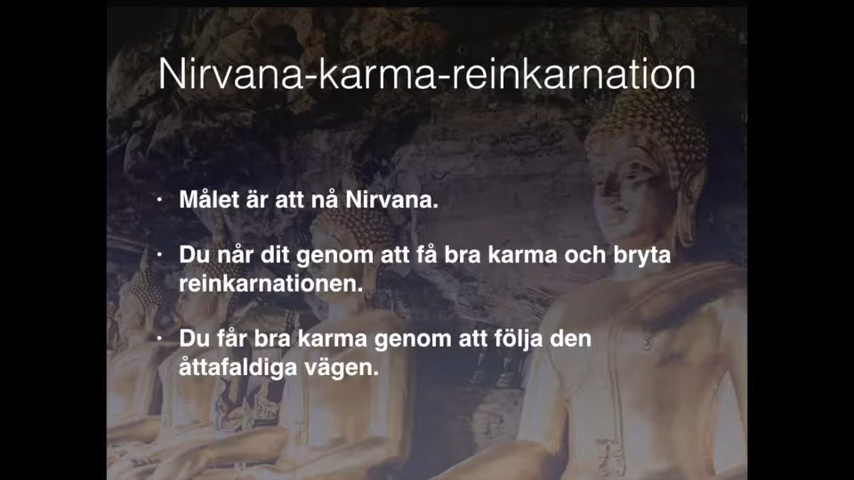 Nirvana-karma-reinkarnation
• Målet är att nå Nirvana.
• Du når dit genom att få bra karma och bryta
reinkarnationen.
• Du får bra karma genom att följa den
åttafaldiga vägen.